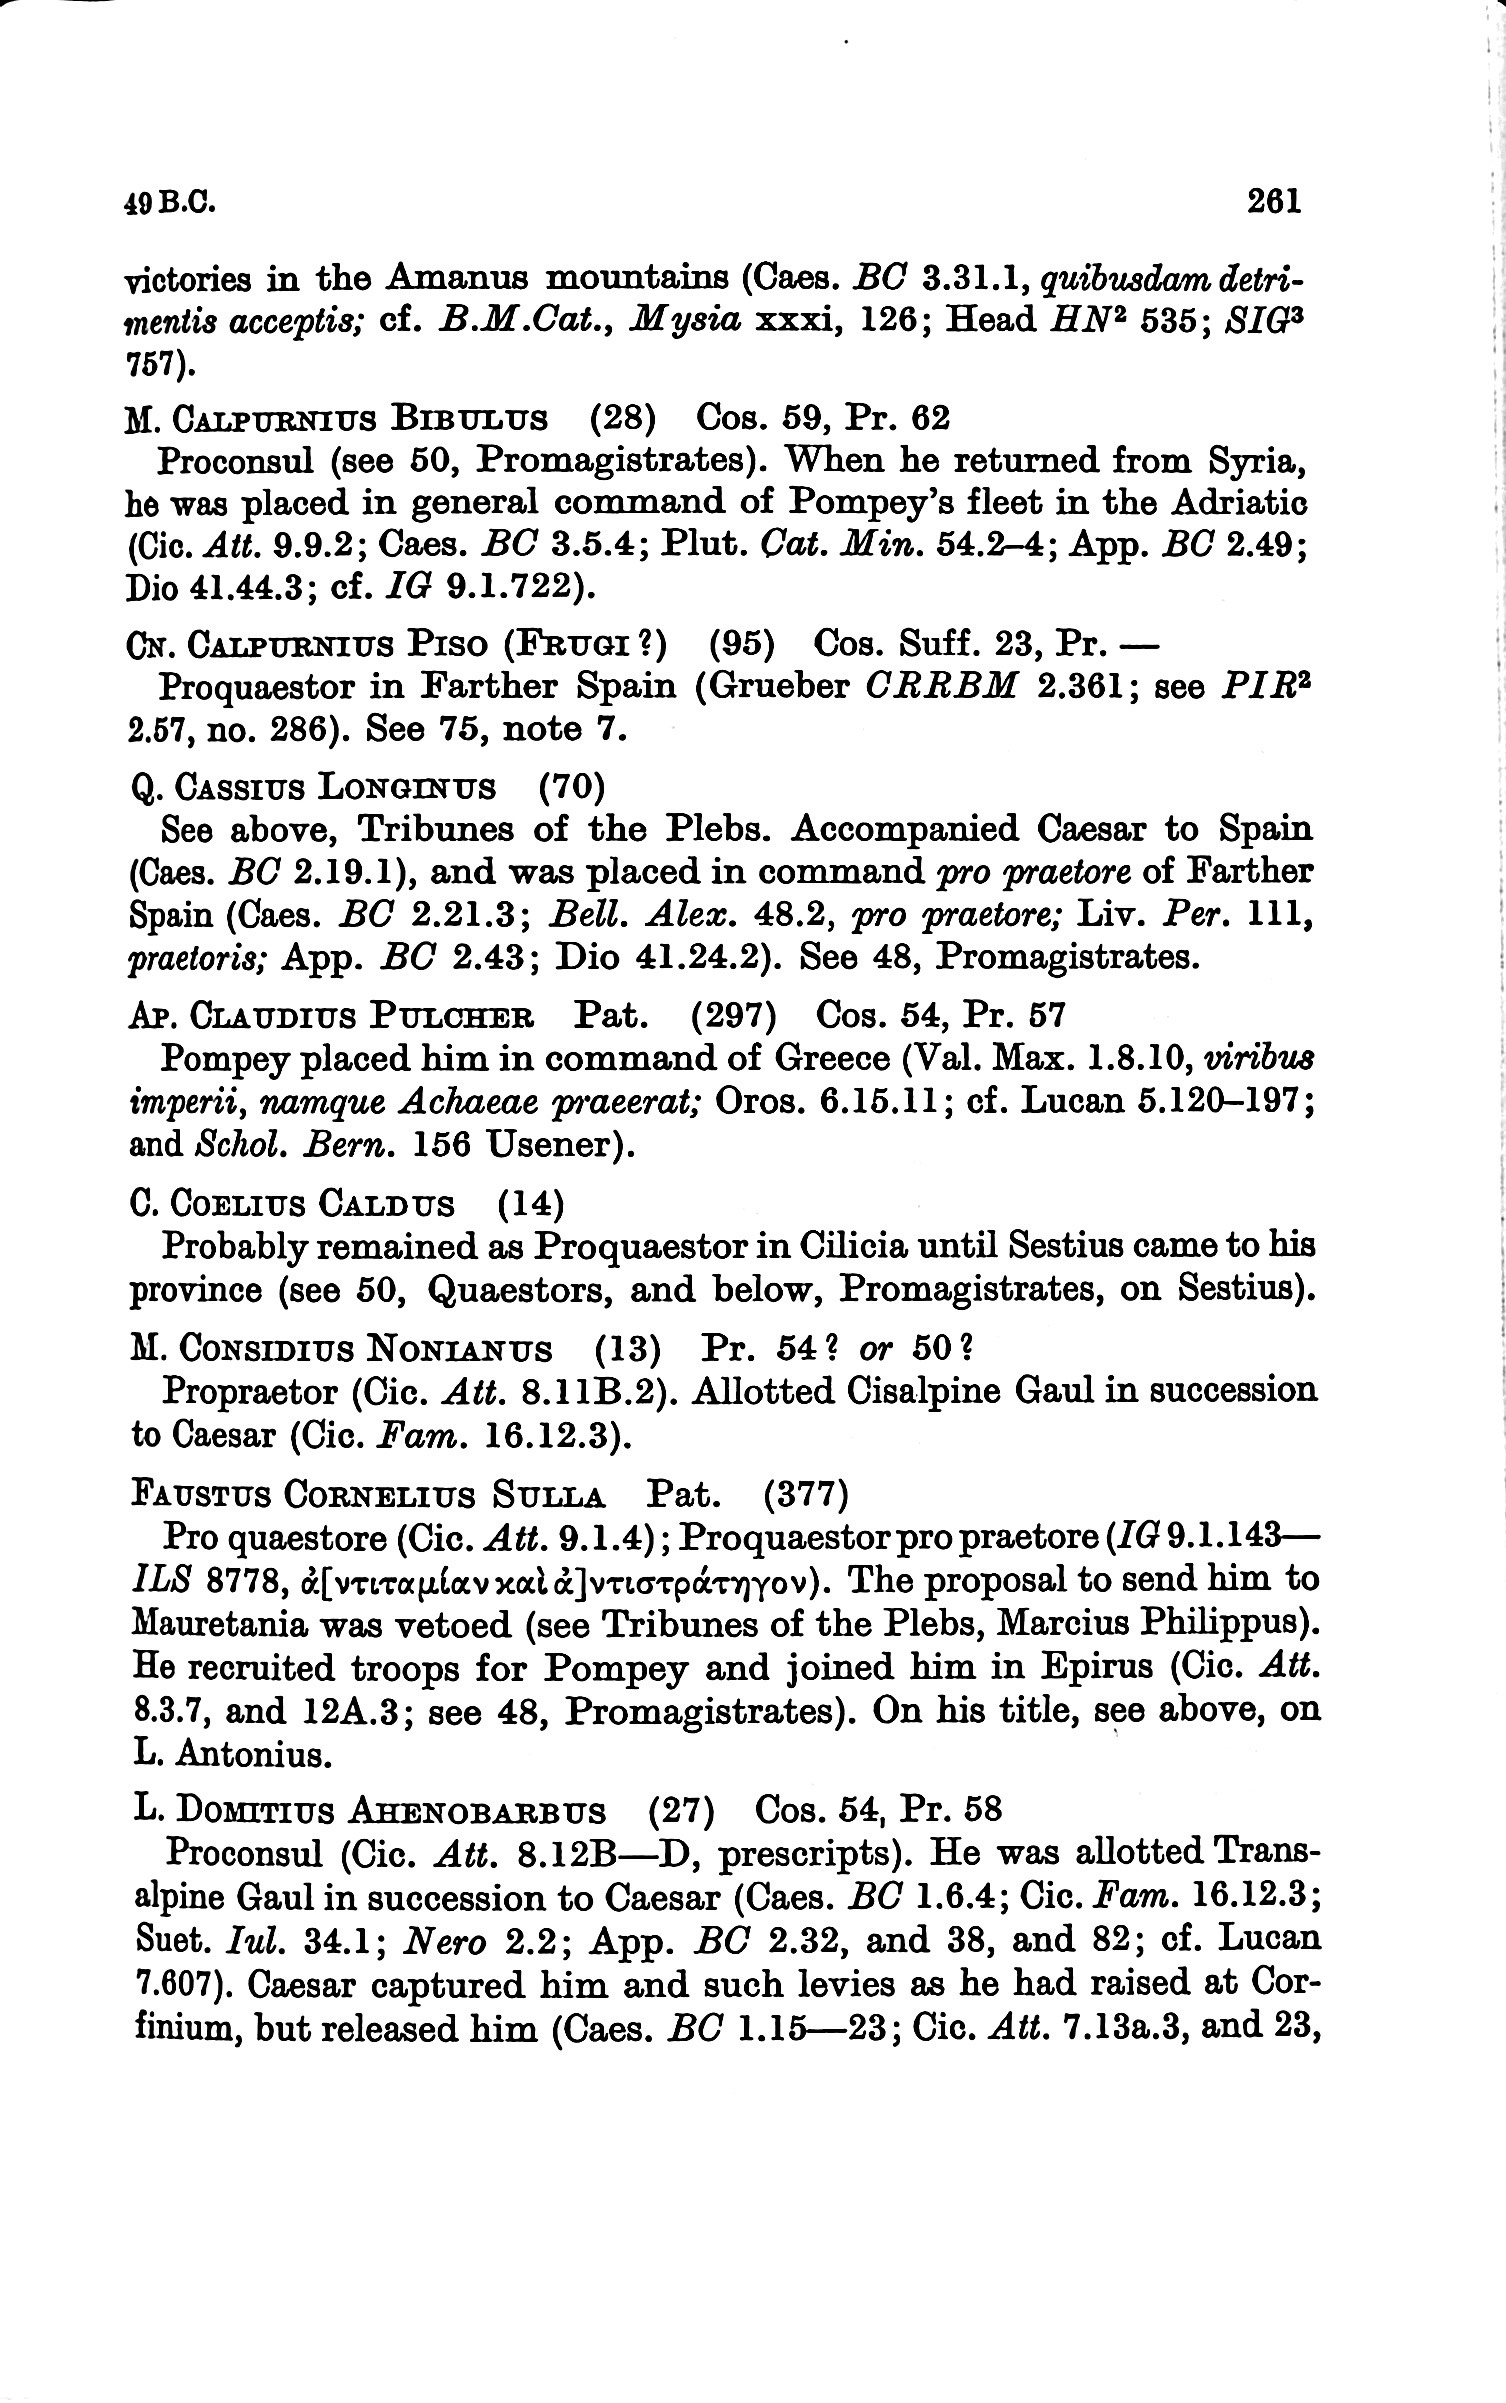 49 B.C. 261
victories in the Amanus mountains (Caes. BC 3.31.1, quibusdam detri-
mentis acceptis; cf. B.M.Cat., Mysia xxxi, 126; Head HN² 535; SIG³
757).
M. CALPURNIUS BIBULUS (28) Cos. 59, Pr. 62
Proconsul (see 50, Promagistrates). When he returned from Syria,
he was placed in general command of Pompey's fleet in the Adriatic
(Cic. Att. 9.9.2; Caes. BC 3.5.4; Plut. Cat. Min. 54.2–4; App. BC 2.49;
Dio 41.44.3; cf. IG 9.1.722).
CN. CALPURNIUS PISO (FRUGI?) (95) Cos. Suff. 23, Pr. —
Proquaestor in Farther Spain (Grueber CRRBM 2.361; see PIR²
2.57, no. 286). See 75, note 7.
Q. CASSIUS LONGINUS (70)
See above, Tribunes of the Plebs. Accompanied Caesar to Spain
(Caes. BC 2.19.1), and was placed in command pro praetore of Farther
Spain (Caes. BC 2.21.3; Bell. Alex. 48.2, pro praetore; Liv. Per. 111,
praetoris; App. BC 2.43; Dio 41.24.2). See 48, Promagistrates.
AP. CLAUDIUS PULCHER Pat. (297) Cos. 54, Pr. 57
Pompey placed him in command of Greece (Val. Max. 1.8.10, viribus
imperii, namque Achaeae praeerat; Oros. 6.15.11; cf. Lucan 5.120–197;
and Schol. Bern. 156 Usener).
C. COELIUS CALDUS (14)
Probably remained as Proquaestor in Cilicia until Sestius came to his
province (see 50, Quaestors, and below, Promagistrates, on Sestius).
M. CONSIDIUS NONIANUS (13) Pr. 54? or 50?
Propraetor (Cic. Att. 8.11B.2). Allotted Cisalpine Gaul in succession
to Caesar (Cic. Fam. 16.12.3).
FAUSTUS CORNELIUS SULLA Pat. (377)
Pro quaestore (Cic. Att. 9.1.4); Proquaestor pro praetore (IG 9.1.143—
ILS 8778, ἀ[ντιταμίαν καὶ ἀ]ντιστράτηγον). The proposal to send him to
Mauretania was vetoed (see Tribunes of the Plebs, Marcius Philippus).
He recruited troops for Pompey and joined him in Epirus (Cic. Att.
8.3.7, and 12A.3; see 48, Promagistrates). On his title, see above, on
L. Antonius.
L. DOMITIUS AHENOBARBUS (27) Cos. 54, Pr. 58
Proconsul (Cic. Att. 8.12B—D, prescripts). He was allotted Trans-
alpine Gaul in succession to Caesar (Caes. BC 1.6.4; Cic. Fam. 16.12.3;
Suet. Iul. 34.1; Nero 2.2; App. BC 2.32, and 38, and 82; cf. Lucan
7.607). Caesar captured him and such levies as he had raised at Cor-
finium, but released him (Caes. BC 1.15—23; Cic. Att. 7.13a.3, and 23,